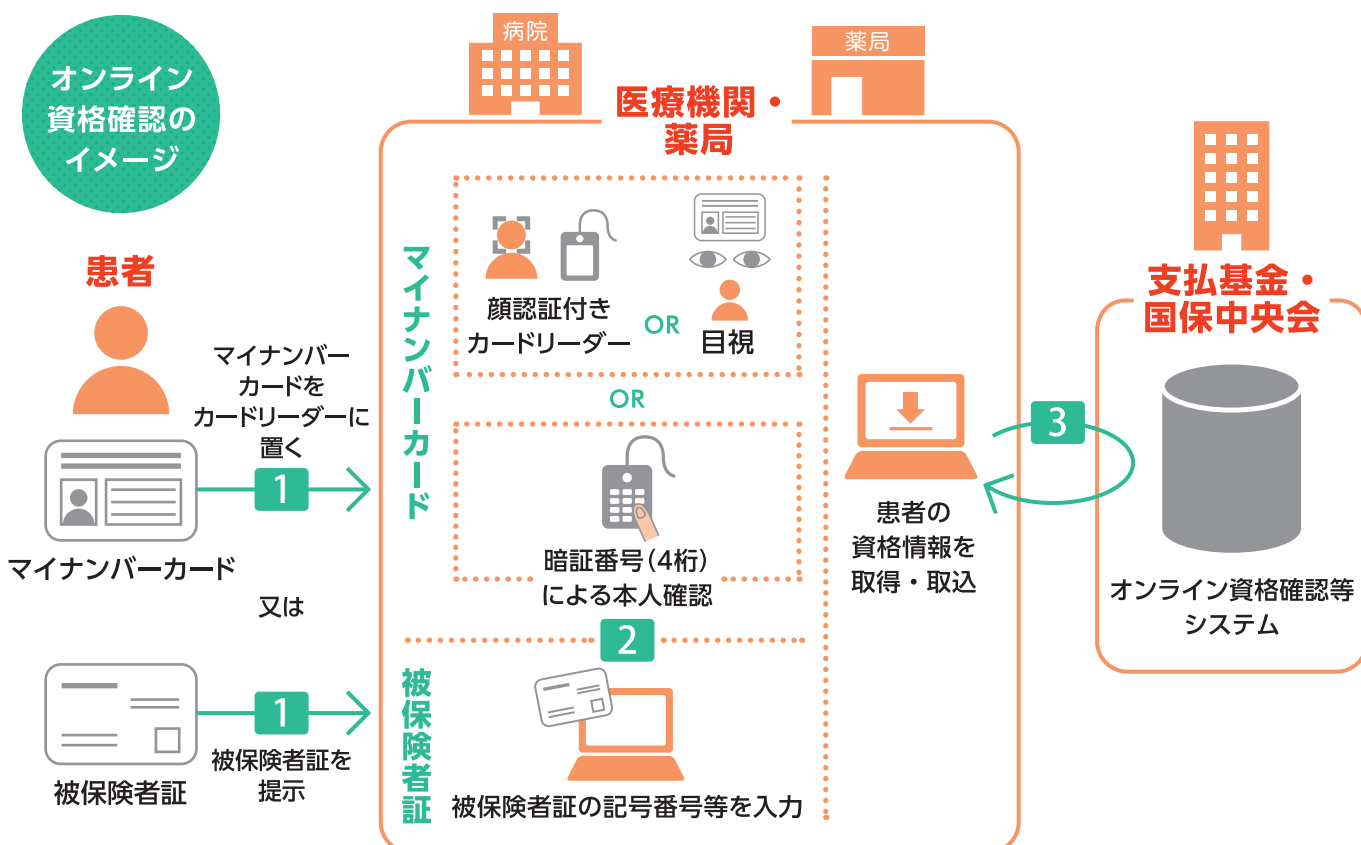 オンライン
資格確認の
イメージ
病院
薬局
医療機関・
薬局
患者
マイナンバー
カードを
カードリーダーに
置く
1
マイナンバーカード
又は
1
被保険者証を
提示
被保険者証
マイナンバーカード
顔認証付き
カードリーダー
OR
目視
OR
暗証番号(4桁)
による本人確認
2
被保険者証
被保険者証の記号番号等を入力
患者の
資格情報を
取得・取込
3
支払基金・
国保中央会
オンライン資格確認等
システム